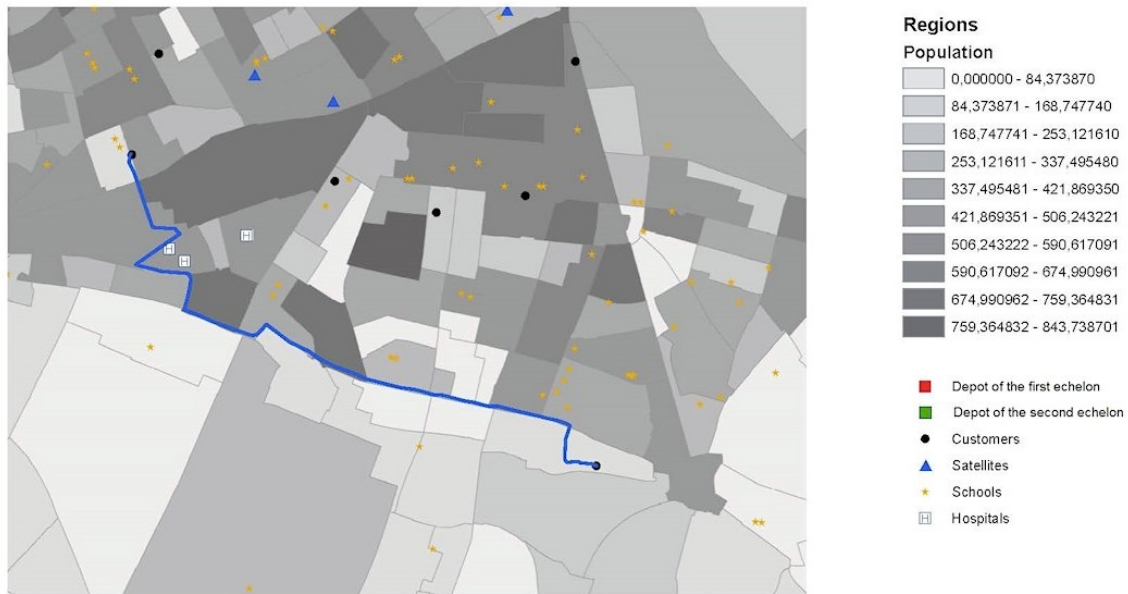 Regions
Population
0,000000 - 84,373870
84,373871 - 168,747740
168,747741 - 253,121610
253,121611 - 337,495480
337,495481 - 421,869350
421,869351 - 506,243221
506,243222 - 590,617091
590,617092 - 674,990961
674,990962 - 759,364831
759,364832 - 843,738701
Depot of the first echelon
Depot of the second echelon
Customers
Satellites
Schools
H Hospitals
H
H
H